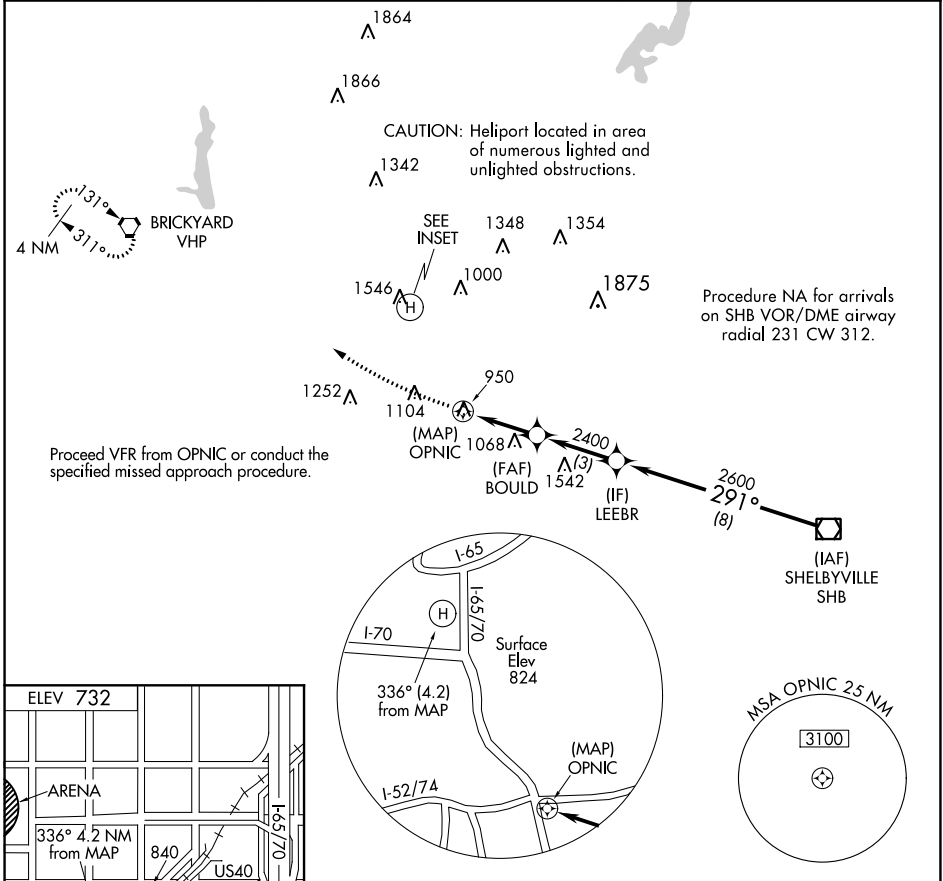 1864
1866
CAUTION: Heliport located in area
of numerous lighted and
unlighted obstructions.
1342
131°
BRICKYARD
VHP
4 NM
311°
SEE
INSET
1348
1354
1546
H
1000
1875
Procedure NA for arrivals
on SHB VOR/DME airway
radial 231 CW 312.
950
1252
1104
(MAP)
OPNIC
1068
2400
(3)
(FAF)
BOULD
1542
(IF)
LEEBR
2600
291°
(8)
(IAF)
SHELBYVILLE
SHB
Proceed VFR from OPNIC or conduct the
specified missed approach procedure.
I-65
H
I-65/70
I-70
Surface
Elev
824
336° (4.2)
from MAP
(MAP)
OPNIC
I-52/74
MSA OPNIC 25 NM
3100
ELEV 732
ARENA
336° 4.2 NM
from MAP
840
US40
I-65/70